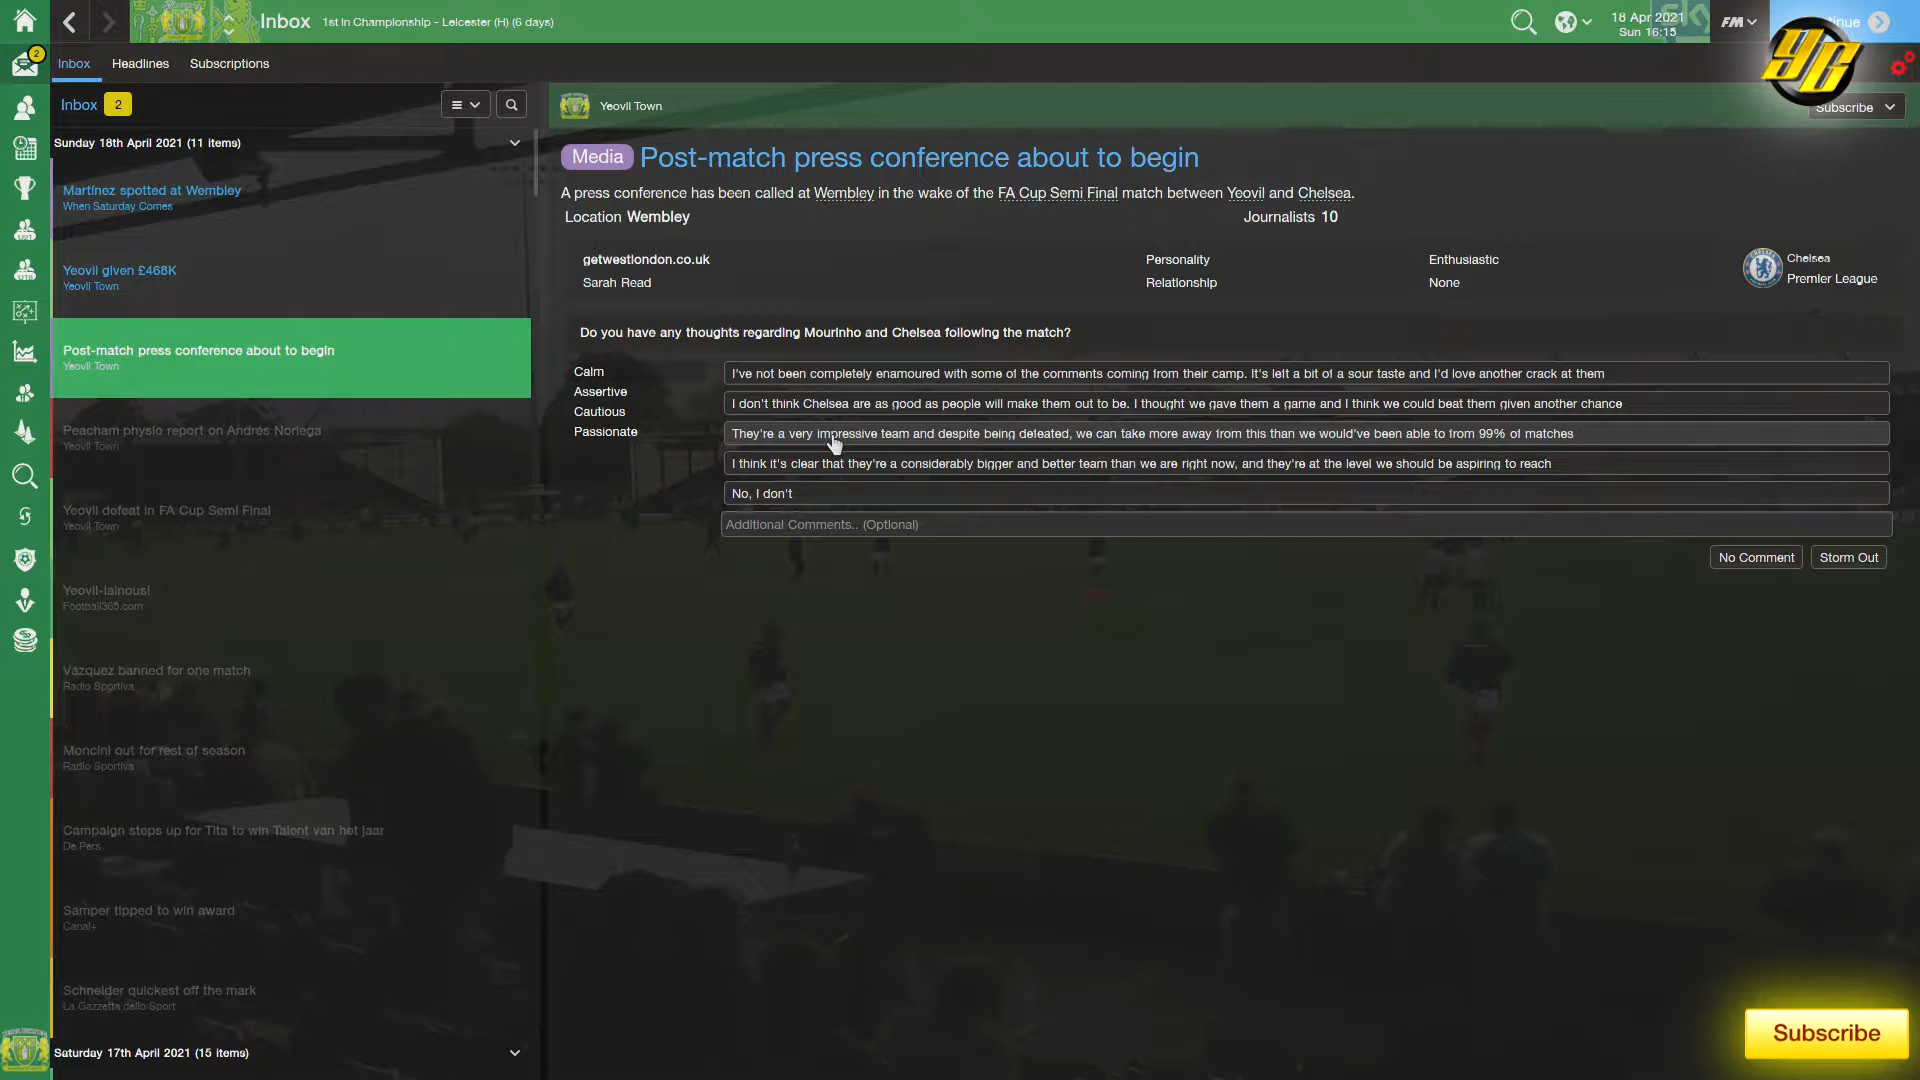 Inbox
1st in Championship - Leicester (H) (6 days)
18 Apr 2021
Sun 16:15
FM
YG
2
Inbox
Headlines
Subscriptions
Inbox 2
Yeovil Town
Subscribe
Sunday 18th April 2021 (11 items)
Martínez spotted at Wembley
When Saturday Comes
Yeovil given £468K
Yeovil Town
Post-match press conference about to begin
Yeovil Town
Peacham physio report on Andrés Noriega
Yeovil Town
Yeovil defeat in FA Cup Semi Final
Yeovil Town
Yeovil-lainous!
Football365.com
Vázquez banned for one match
Radio Sportiva
Moncini out for rest of season
Radio Sportiva
Campaign steps up for Tita to win Talent van het jaar
De Pers
Samper tipped to win award
Canal+
Schneider quickest off the mark
La Gazzetta dello Sport
Saturday 17th April 2021 (15 items)
Media Post-match press conference about to begin
A press conference has been called at Wembley in the wake of the FA Cup Semi Final match between Yeovil and Chelsea.
Location Wembley
Journalists 10
getwestlondon.co.uk
Personality
Enthusiastic
Chelsea
Sarah Read
Relationship
None
Premier League
Do you have any thoughts regarding Mourinho and Chelsea following the match?
Calm
Assertive
Cautious
Passionate
I've not been completely enamoured with some of the comments coming from their camp. It's left a bit of a sour taste and I'd love another crack at them
I don't think Chelsea are as good as people will make them out to be. I thought we gave them a game and I think we could beat them given another chance
They're a very impressive team and despite being defeated, we can take more away from this than we would've been able to from 99% of matches
I think it's clear that they're a considerably bigger and better team than we are right now, and they're at the level we should be aspiring to reach
No, I don't
Additional Comments.. (Optional)
No Comment
Storm Out
Subscribe